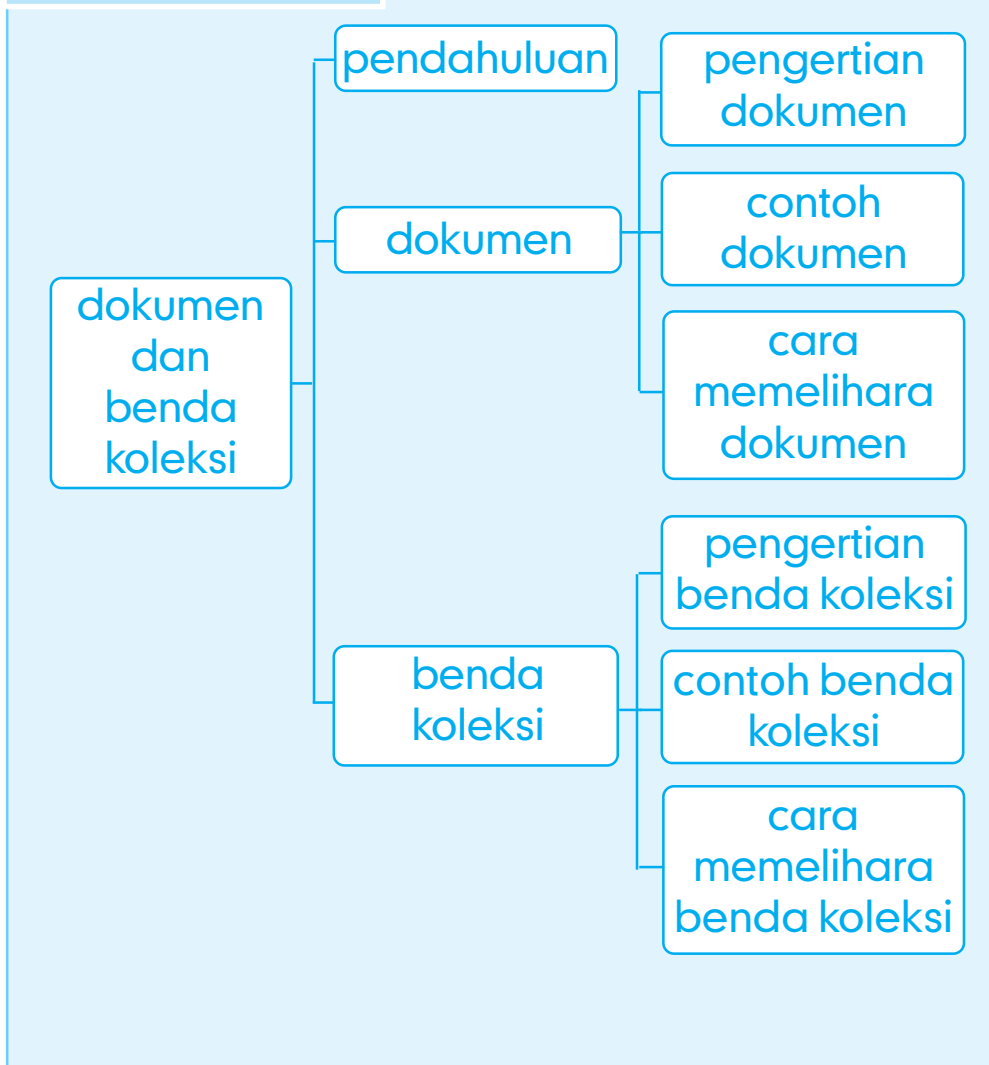 dokumen
dan
benda
koleksi
pendahuluan
dokumen
pengertian
dokumen
contoh
dokumen
cara
memelihara
dokumen
benda
koleksi
pengertian
benda koleksi
contoh benda
koleksi
cara
memelihara
benda koleksi